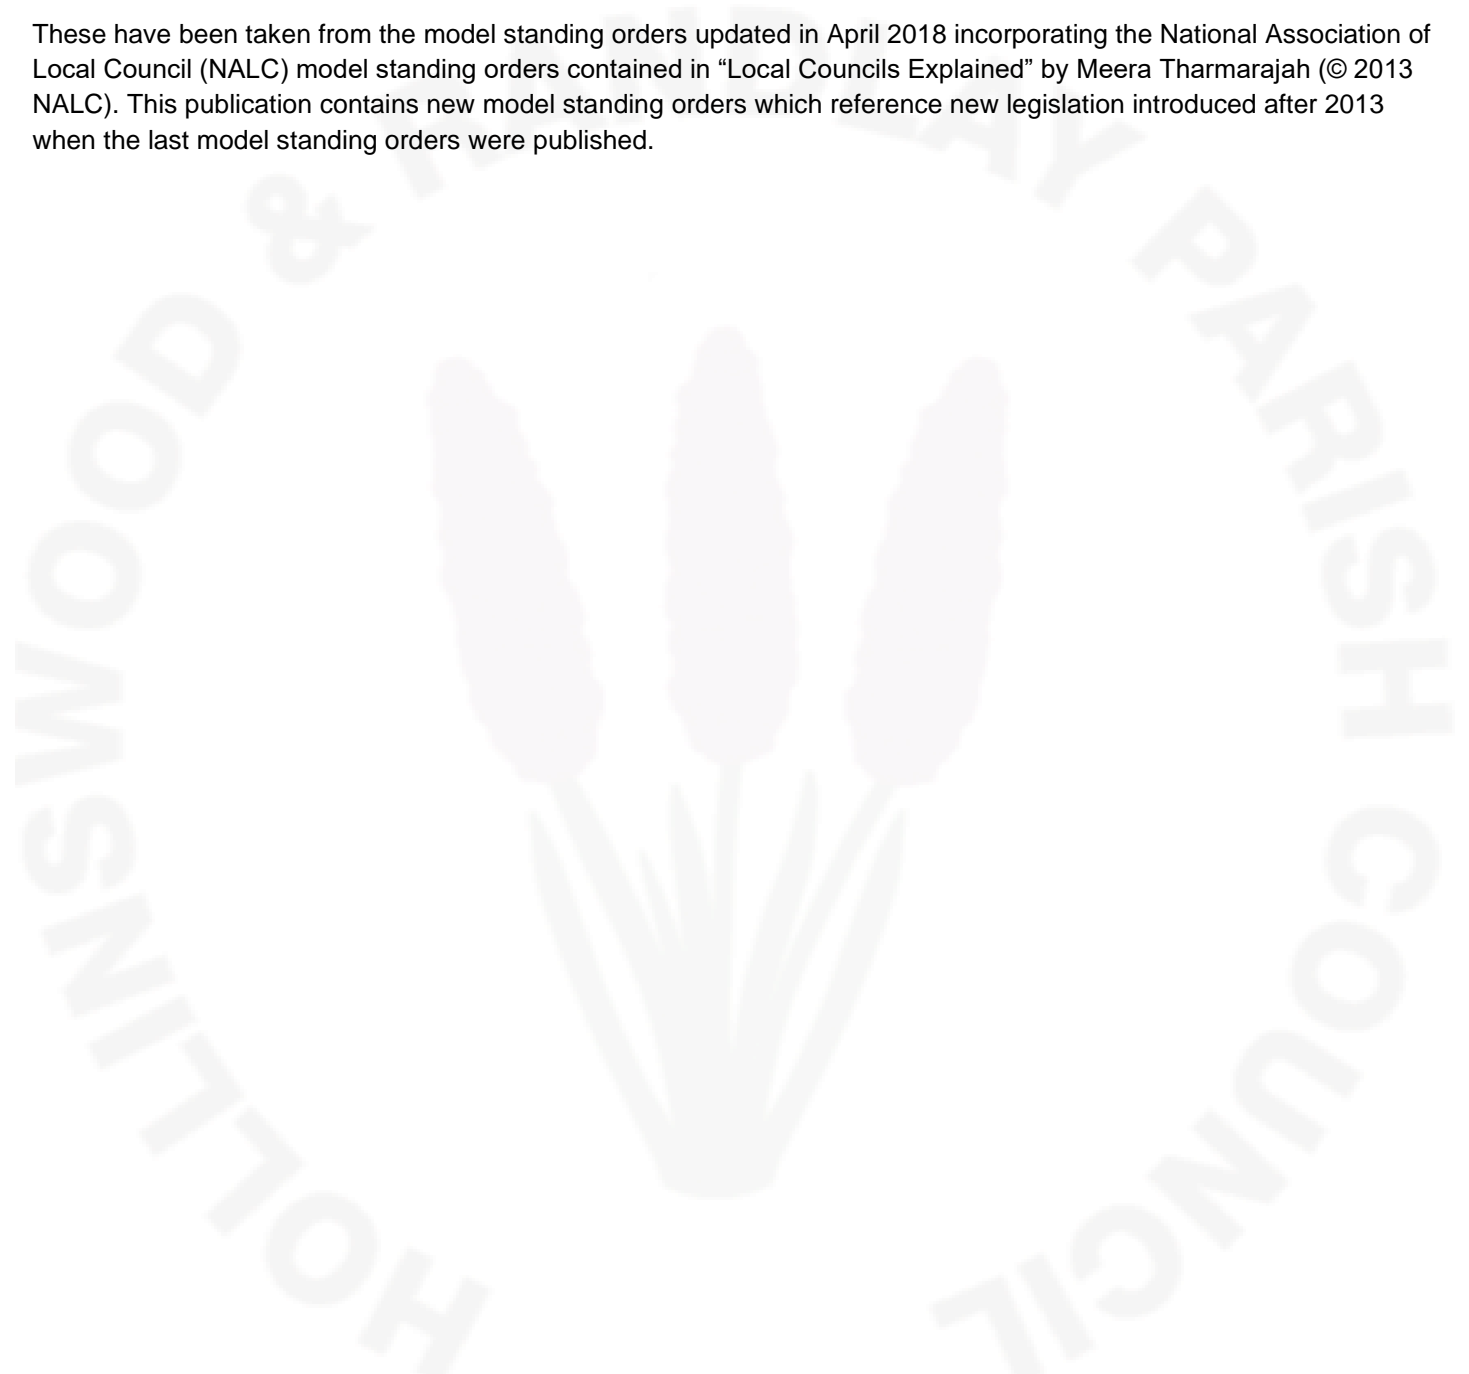 These have been taken from the model standing orders updated in April 2018 incorporating the National Association of
Local Council (NALC) model standing orders contained in “Local Councils Explained” by Meera Tharmarajah (© 2013
NALC). This publication contains new model standing orders which reference new legislation introduced after 2013
when the last model standing orders were published.
HOLLINSWOOD & RANDLAY PARISH COUNCIL